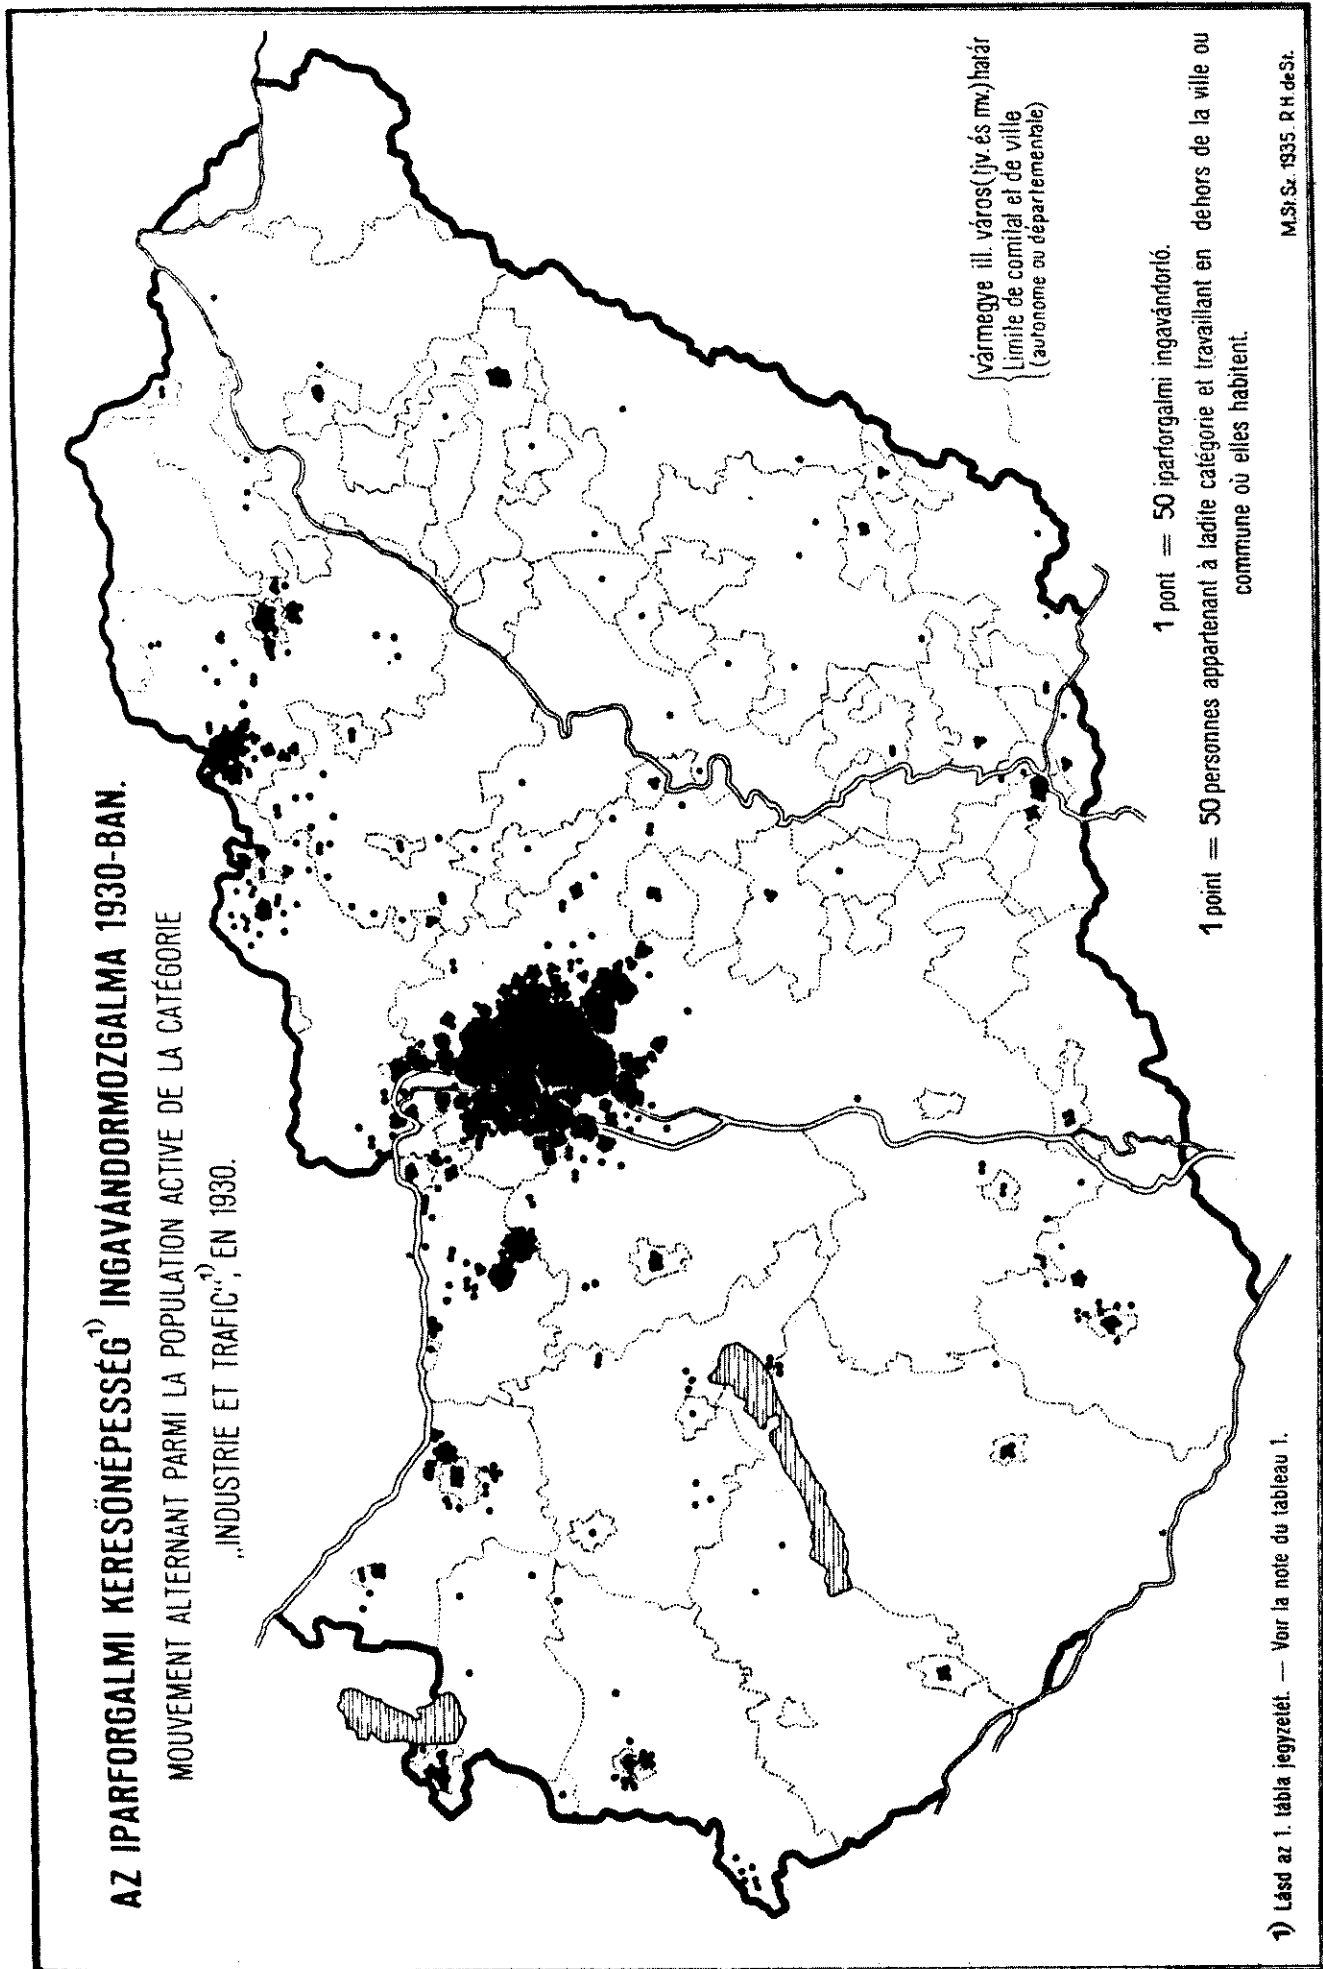 AZ IPARFORGALMI KERESŐNÉPESSÉG¹⁾ INGAVÁNDORMOZGALMA 1930-BAN.
MOUVEMENT ALTERNANT PARMI LA POPULATION ACTIVE DE LA CATÉGORIE
„INDUSTRIE ET TRAFIC“¹⁾, EN 1930.
vármegye ill. város (tjv. és mv.) határ
Limite de comitat et de ville
(autonome ou départementale)
1 pont = 50 iparforgalmi ingavándorló.
1 point = 50 personnes appartenant à ladite catégorie et travaillant en dehors de la ville ou
commune où elles habitent.
1) Lásd az 1. tábla jegyzetét. — Voir la note du tableau 1.
M.St.Sz. 1935. R.H.de St.